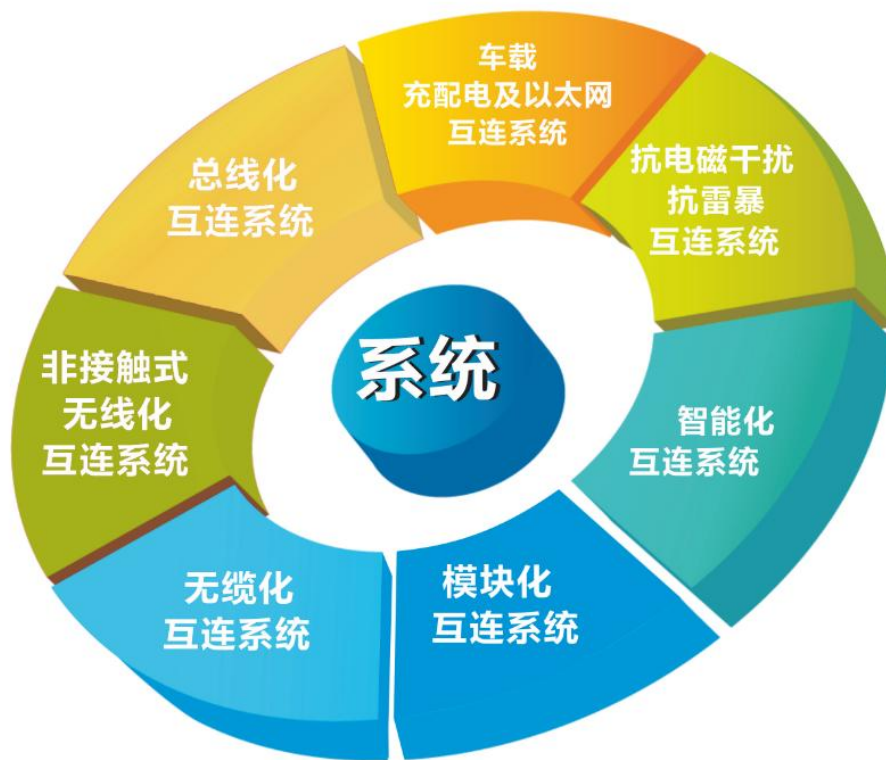 车载
充配电及以太网
互连系统
抗电磁干扰
抗雷暴
互连系统
智能化
互连系统
模块化
互连系统
无缆化
互连系统
非接触式
无线化
互连系统
总线化
互连系统
系统